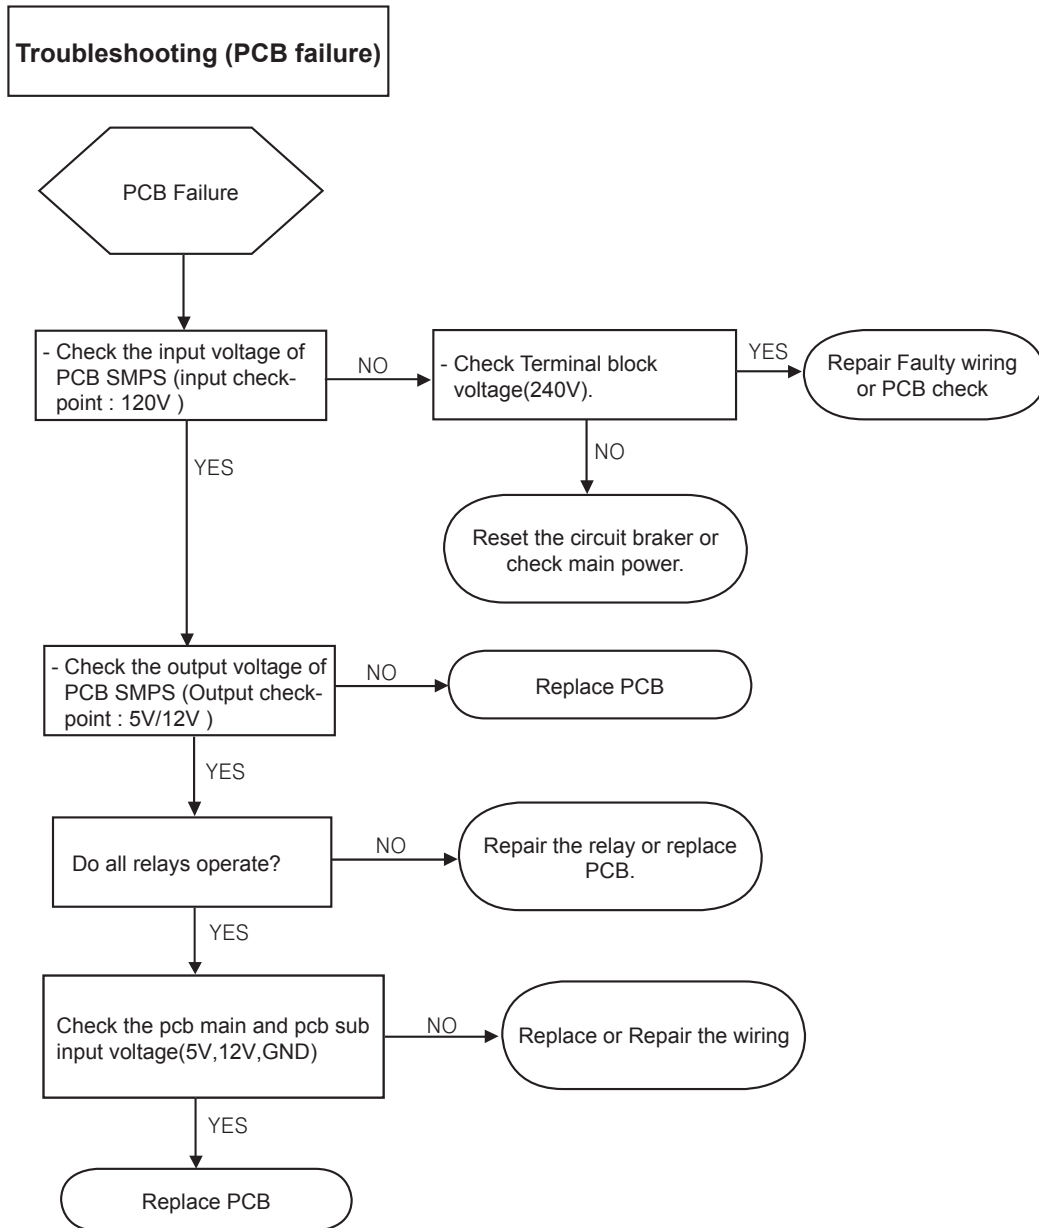 Troubleshooting (PCB failure)
PCB Failure
- Check the input voltage of
PCB SMPS (input check-
point : 120V )
NO
- Check Terminal block
voltage(240V).
YES
Repair Faulty wiring
or PCB check
NO
Reset the circuit braker or
check main power.
YES
- Check the output voltage of
PCB SMPS (Output check-
point : 5V/12V )
NO
Replace PCB
YES
Do all relays operate?
NO
Repair the relay or replace
PCB.
YES
Check the pcb main and pcb sub
input voltage(5V,12V,GND)
NO
Replace or Repair the wiring
YES
Replace PCB